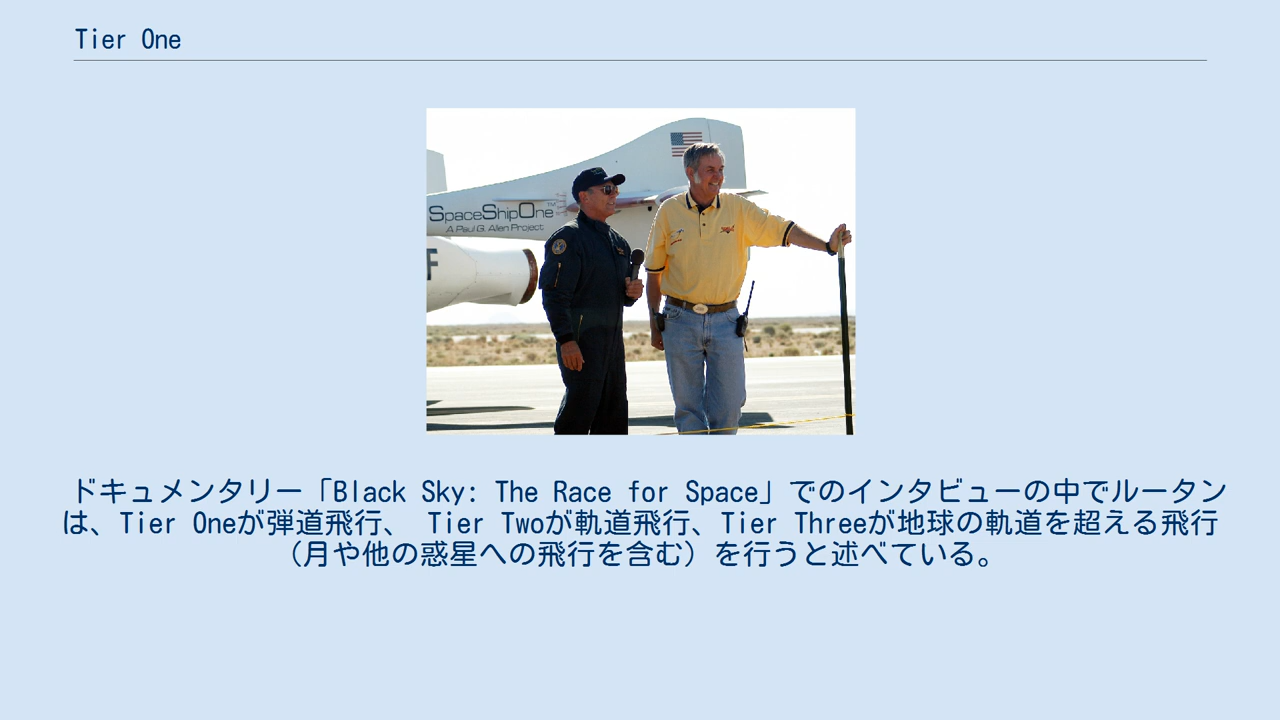 Tier One
SpaceShipOne™
A Paul G. Allen Project
F
ドキュメンタリー「Black Sky: The Race for Space」でのインタビューの中でルータン
は、Tier Oneが弾道飛行、 Tier Twoが軌道飛行、Tier Threeが地球の軌道を超える飛行
（月や他の惑星への飛行を含む）を行うと述べている。